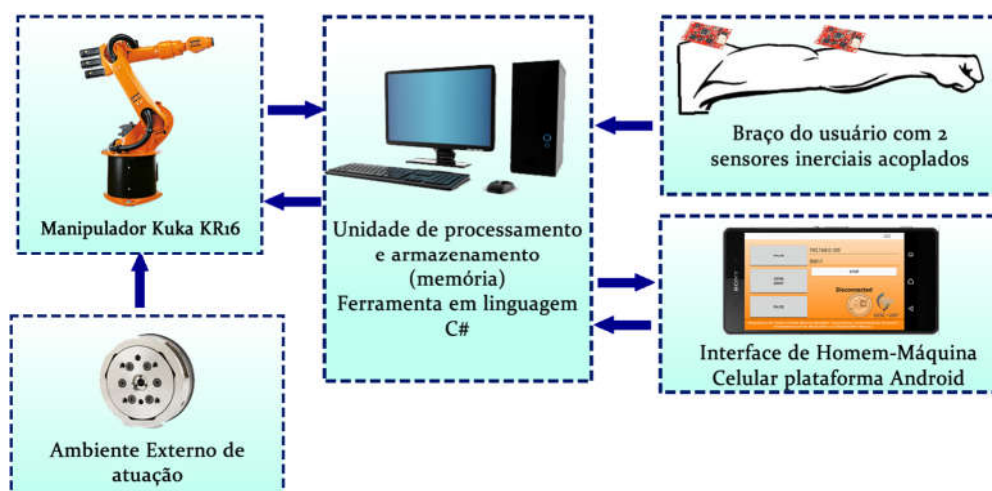 Manipulador Kuka KR16
Ambiente Externo de
atuação
Unidade de processamento
e armazenamento
(memória)
Ferramenta em linguagem
C#
Braço do usuário com 2
sensores inerciais acoplados
SONY
Disconnected
Interface de Homem-Máquina
Celular plataforma Android